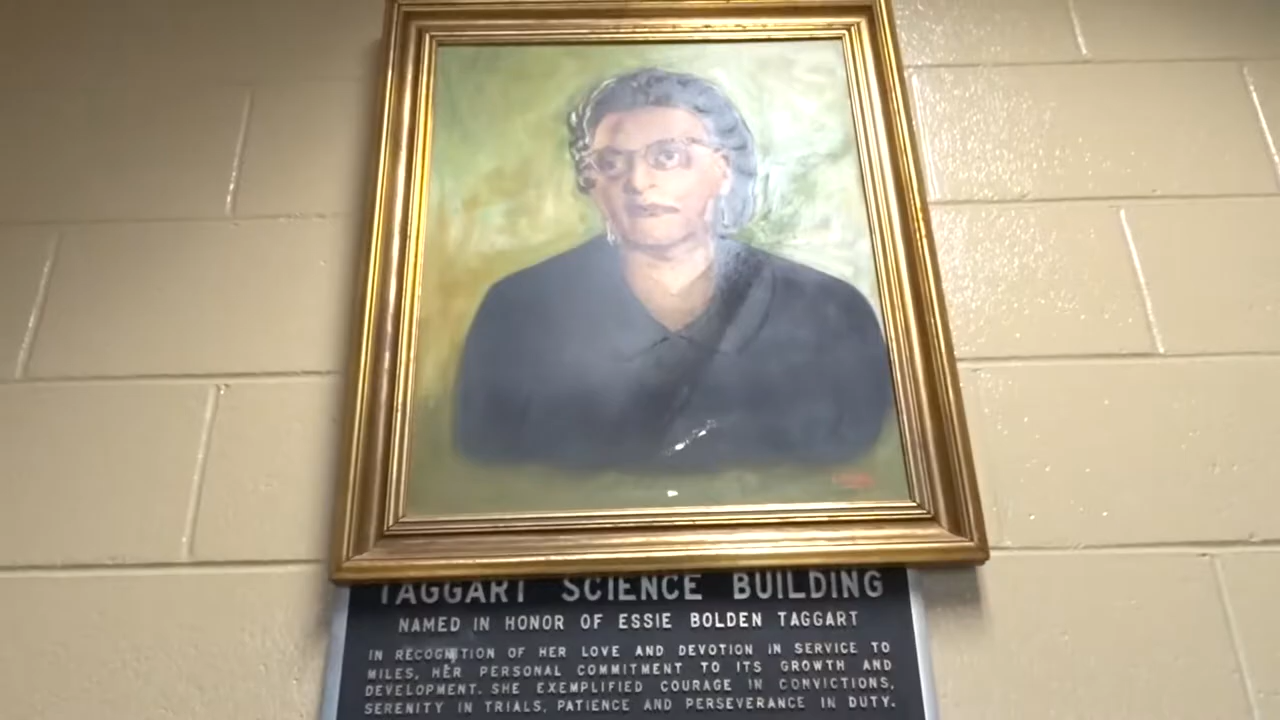 TAGGART SCIENCE BUILDING
NAMED IN HONOR OF ESSIE BOLDEN TAGGART
IN RECOGNITION OF HER LOVE AND DEVOTION IN SERVICE TO
MILES, HER PERSONAL COMMITMENT TO ITS GROWTH AND
DEVELOPMENT. SHE EXEMPLIFIED COURAGE IN CONVICTIONS,
SERENITY IN TRIALS, PATIENCE AND PERSEVERANCE IN DUTY.